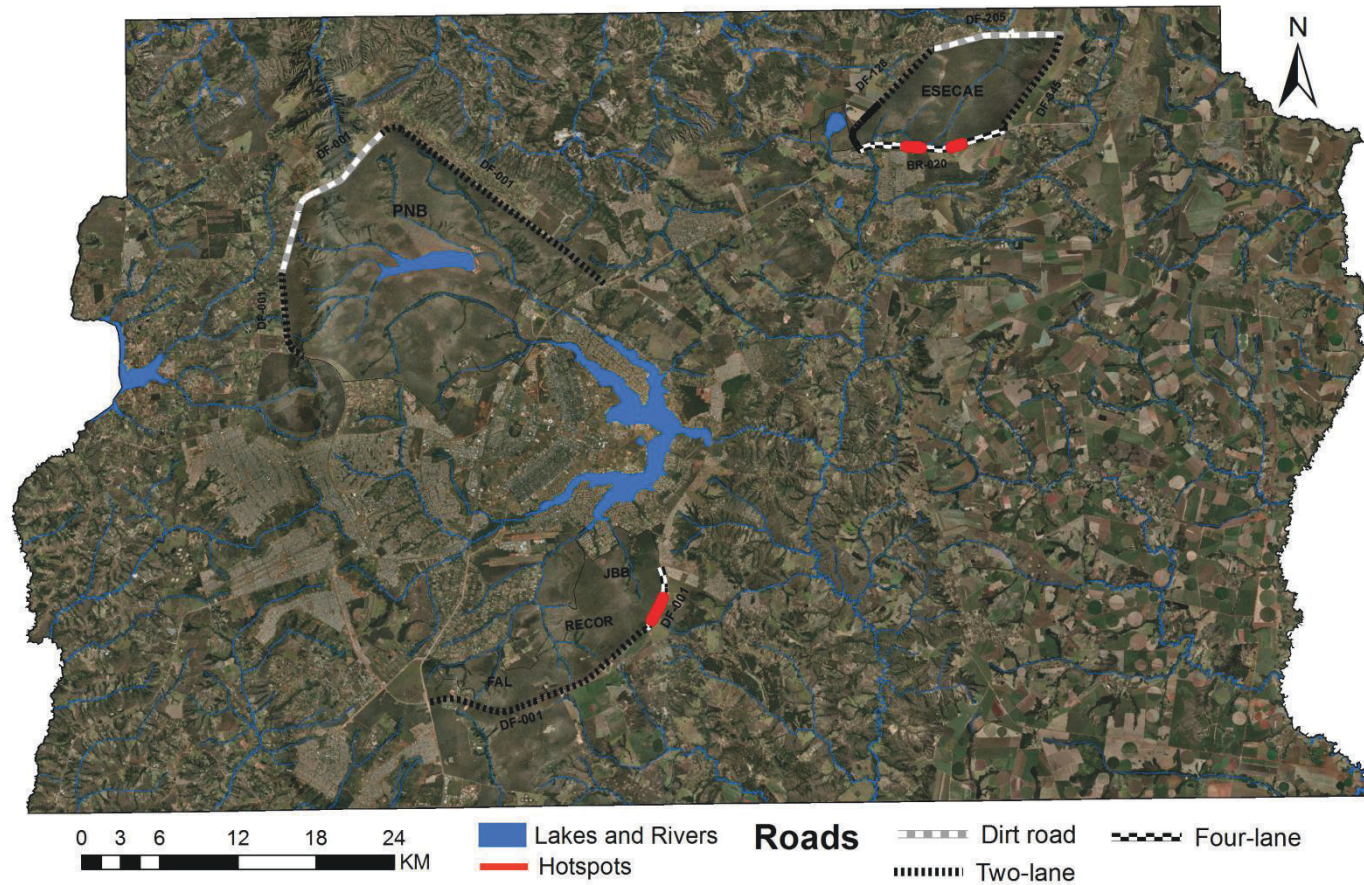 N
DF-205
DF-128
ESECAE
DF-345
BR-020
DF-001
DF-001
PNB
DF-001
JBB
DF-001
RECOR
FAL
DF-001
0 3 6 12 18 24
KM
Lakes and Rivers
Hotspots
Roads
Dirt road
Two-lane
Four-lane